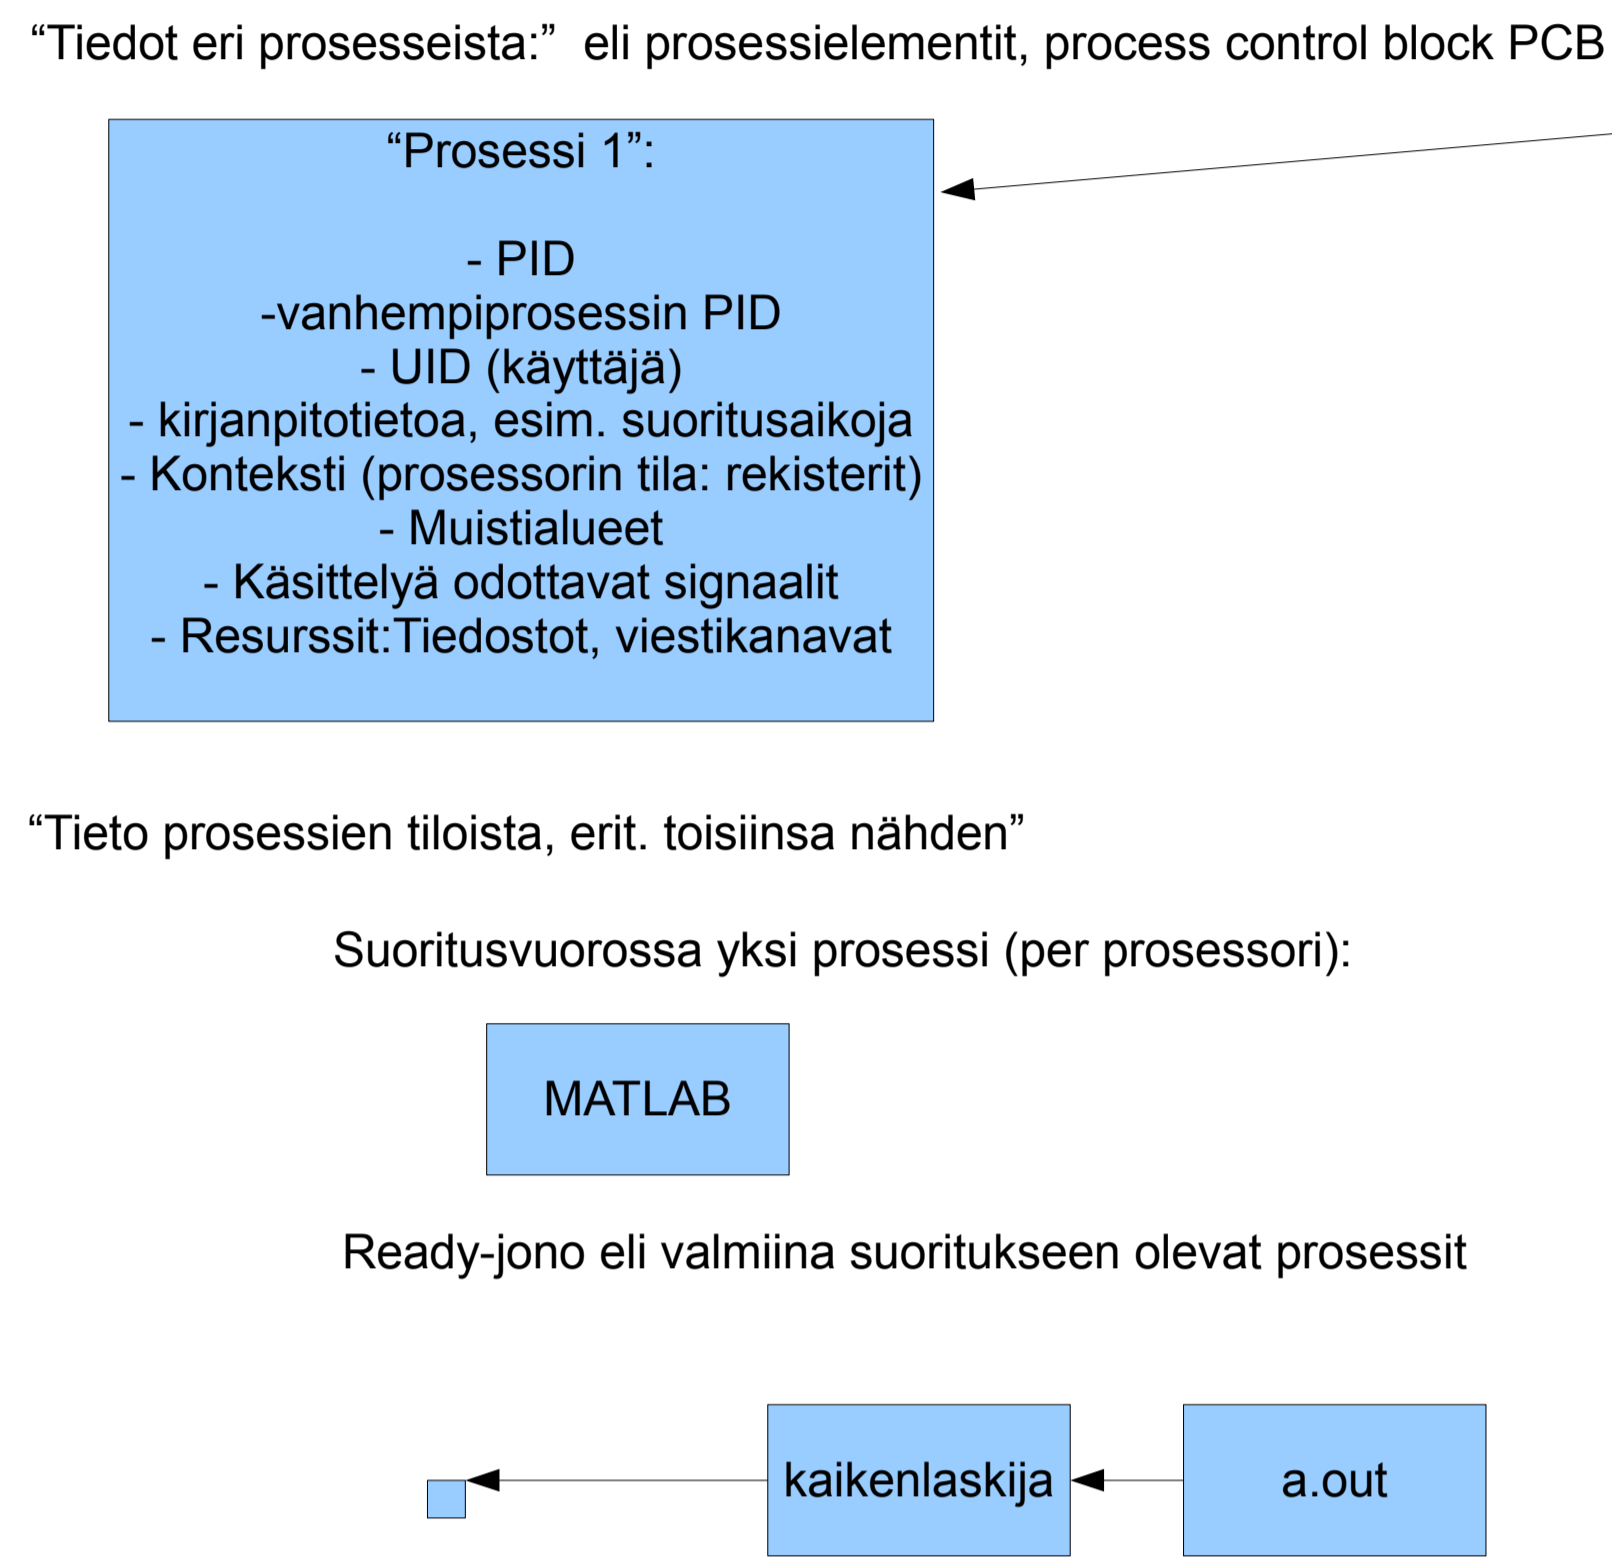 “Tiedot eri prosesseista:”  eli prosessielementit, process control block PCB
“Prosessi 1”:
- PID
-vanhempiprosessin PID
- UID (käyttäjä)
- kirjanpitotietoa, esim. suoritusaikoja
- Konteksti (prosessorin tila: rekisterit)
- Muistialueet
- Käsittelyä odottavat signaalit
- Resurssit:Tiedostot, viestikanavat
“Tieto prosessien tiloista, erit. toisiinsa nähden”
Suoritusvuorossa yksi prosessi (per prosessori):
MATLAB
Ready-jono eli valmiina suoritukseen olevat prosessit
kaikenlaskija
a.out